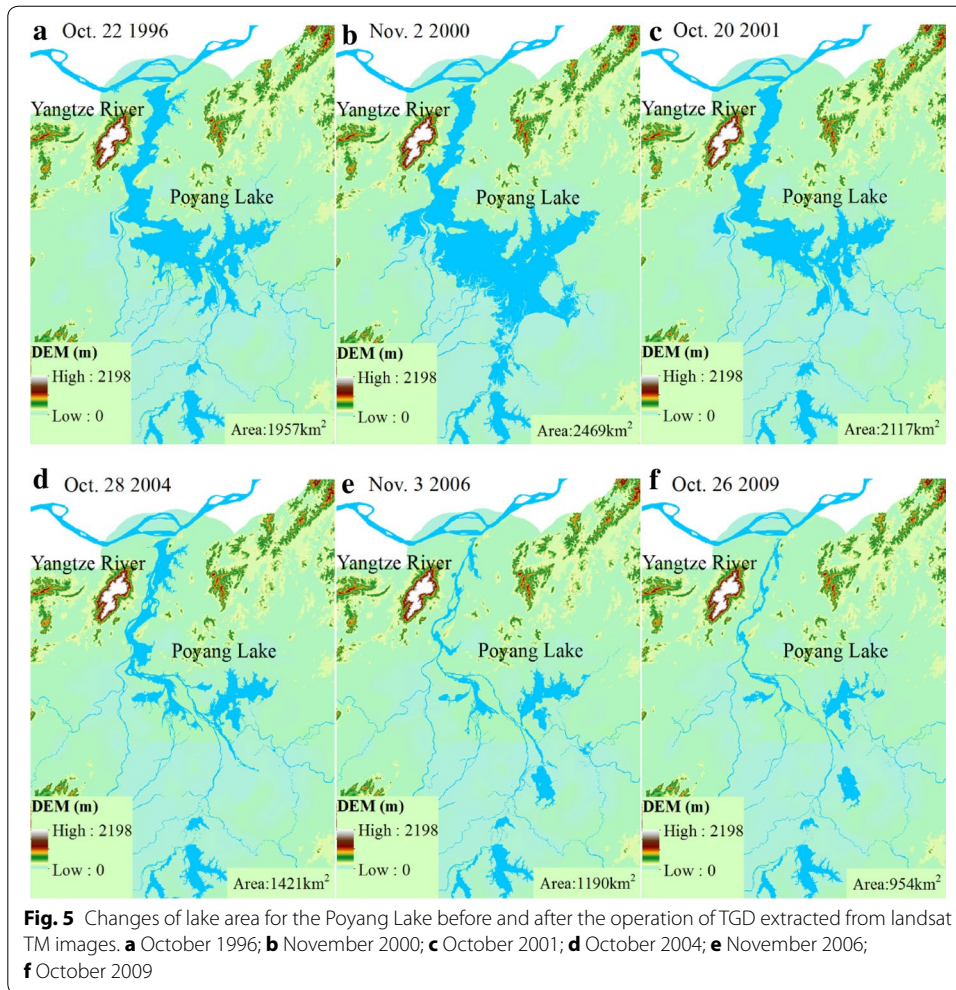 a Oct. 22 1996
Yangtze River
Poyang Lake
DEM (m)
High : 2198
Low : 0
Area:1957km²
b Nov. 2 2000
Yangtze River
Poyang Lake
DEM (m)
High : 2198
Low : 0
Area:2469km²
c Oct. 20 2001
Yangtze River
Poyang Lake
DEM (m)
High : 2198
Low : 0
Area:2117km²
d Oct. 28 2004
Yangtze River
Poyang Lake
DEM (m)
High : 2198
Low : 0
Area:1421km²
e Nov. 3 2006
Yangtze River
Poyang Lake
DEM (m)
High : 2198
Low : 0
Area:1190km²
f Oct. 26 2009
Yangtze River
Poyang Lake
DEM (m)
High : 2198
Low : 0
Area:954km²
Fig. 5 Changes of lake area for the Poyang Lake before and after the operation of TGD extracted from landsat
TM images. a October 1996; b November 2000; c October 2001; d October 2004; e November 2006;
f October 2009